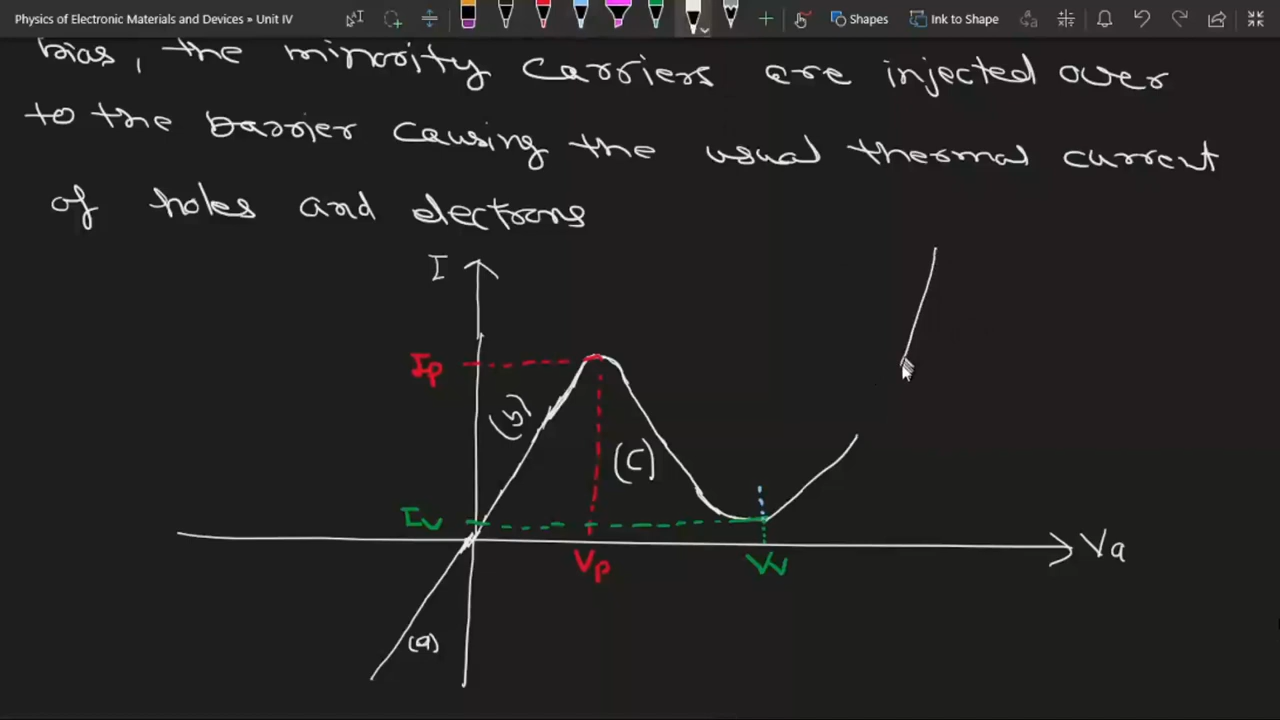 Physics of Electronic Materials and Devices » Unit IV
Shapes
Ink to Shape
bias, the minority carriers are injected over
to the barrier causing the usual thermal current
of holes and electrons
I
Ip
(b)
(c)
Iv
Va
Vp
Vv
(a)